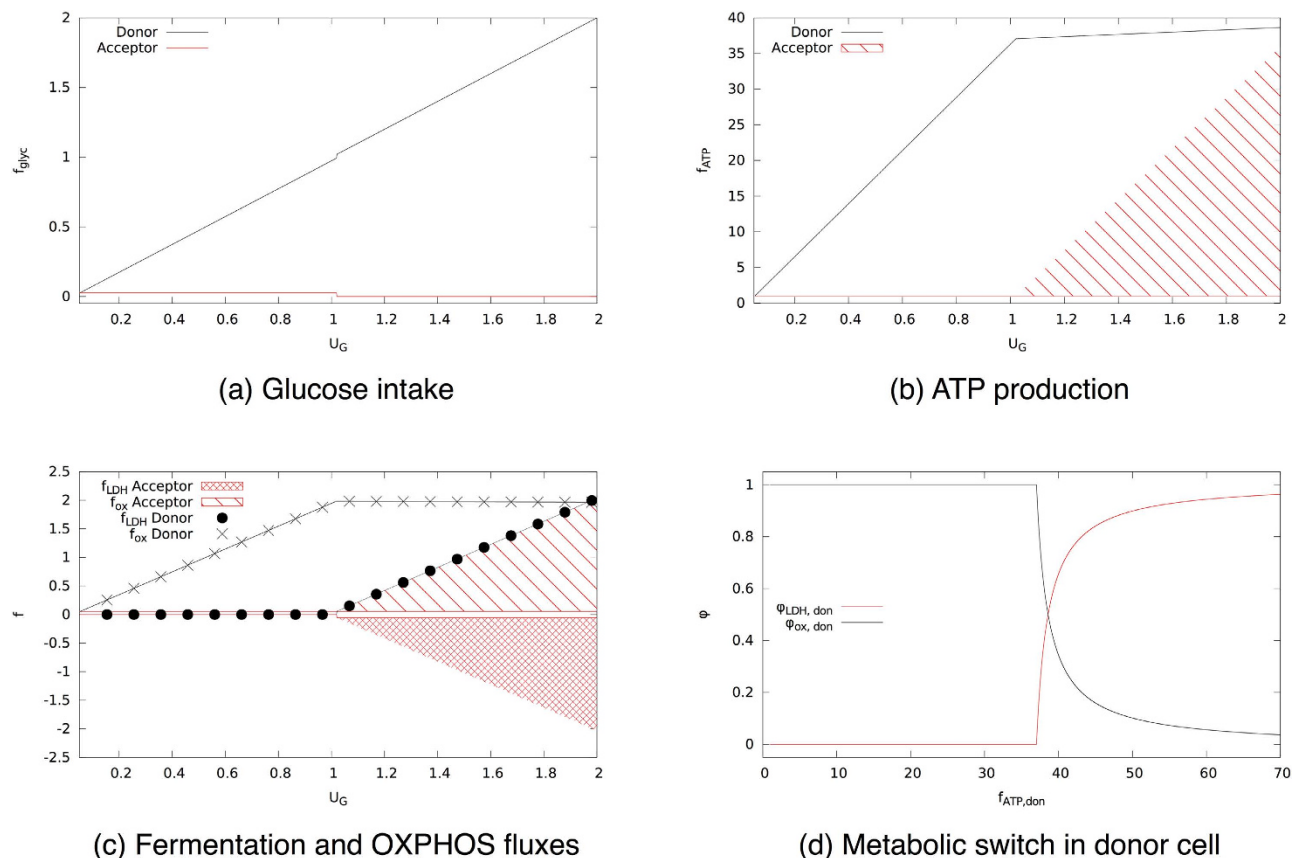 Donor
Acceptor
2
1.5
1
0.5
0
0.2 0.4 0.6 0.8 1 1.2 1.4 1.6 1.8 2
f_glyc
U_G
(a) Glucose intake
Donor
Acceptor
40
35
30
25
20
15
10
5
0
0.2 0.4 0.6 0.8 1 1.2 1.4 1.6 1.8 2
f_ATP
U_G
(b) ATP production
f_LDH Acceptor
f_ox Acceptor
f_LDH Donor
f_ox Donor
2.5
2
1.5
1
0.5
0
-0.5
-1
-1.5
-2
-2.5
0.2 0.4 0.6 0.8 1 1.2 1.4 1.6 1.8 2
f
U_G
(c) Fermentation and OXPHOS fluxes
1
0.8
0.6
0.4
0.2
0
φ_LDH, don
φ_ox, don
0 10 20 30 40 50 60 70
φ
f_ATP,don
(d) Metabolic switch in donor cell